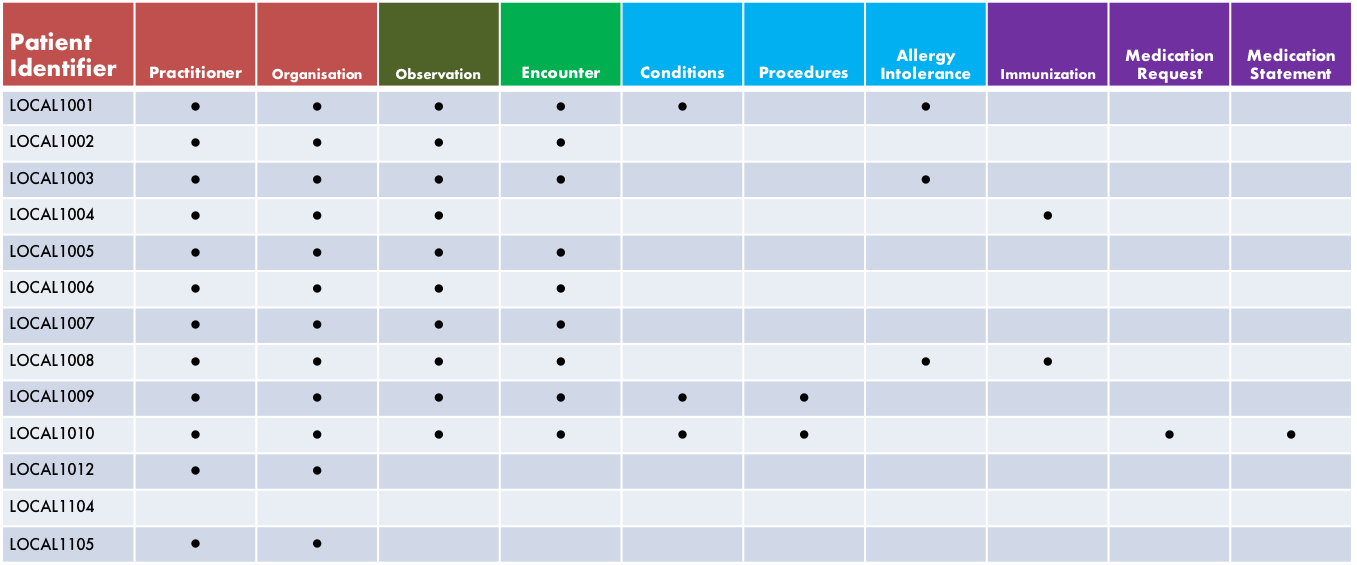 Patient Identifier Practitioner Organisation Observation Encounter Conditions Procedures Allergy Intolerance Immunization Medication Request Medication Statement
LOCAL1001 ● ● ● ● ● ●
LOCAL1002 ● ● ● ●
LOCAL1003 ● ● ● ● ●
LOCAL1004 ● ● ● ●
LOCAL1005 ● ● ● ●
LOCAL1006 ● ● ● ●
LOCAL1007 ● ● ● ●
LOCAL1008 ● ● ● ● ● ●
LOCAL1009 ● ● ● ● ● ●
LOCAL1010 ● ● ● ● ● ● ● ●
LOCAL1012 ● ●
LOCAL1104
LOCAL1105 ● ●